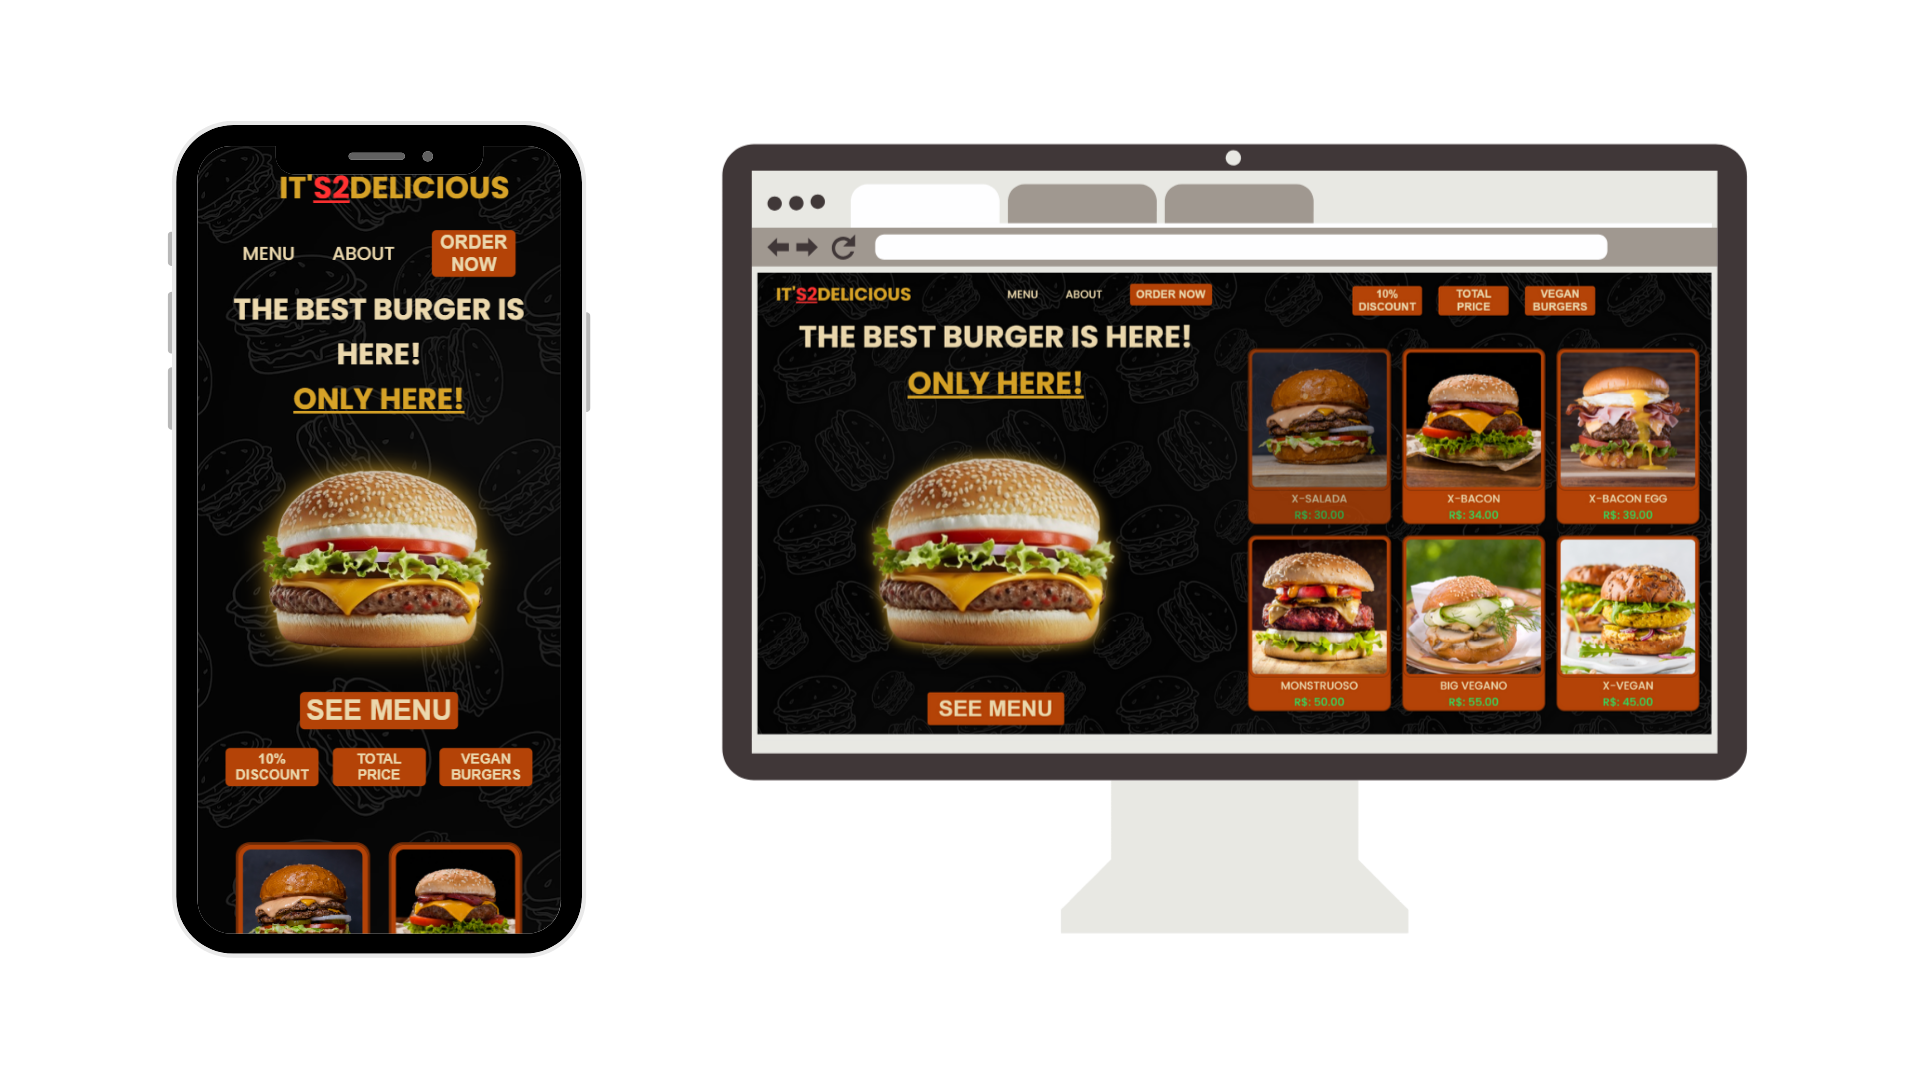 IT'S2DELICIOUS
MENU
ABOUT
ORDER
NOW
THE BEST BURGER IS
HERE!
ONLY HERE!
SEE MENU
10%
DISCOUNT
TOTAL
PRICE
VEGAN
BURGERS
IT'S2DELICIOUS
MENU
ABOUT
ORDER NOW
THE BEST BURGER IS HERE!
ONLY HERE!
SEE MENU
10%
DISCOUNT
TOTAL
PRICE
VEGAN
BURGERS
X-SALADA
R$: 30.00
X-BACON
R$: 34.00
X-BACON EGG
R$: 39.00
MONSTRUOSO
R$: 50.00
BIG VEGANO
R$: 55.00
X-VEGAN
R$: 45.00